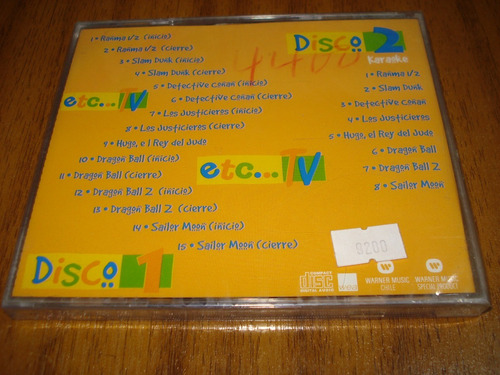 1 • Ranma 1/2 (inicio)
2 • Ranma 1/2 (cierre)
3 • Slam Dunk (inicio)
4 • Slam Dunk (cierre)
5 • Detective Conan (inicio)
6 • Detective Conan (cierre)
7 • Los Justicieros (inicio)
8 • Los Justicieros (cierre)
9 • Hugo, el Rey del Judo
10 • Dragon Ball (inicio)
11 • Dragon Ball (cierre)
12 • Dragon Ball Z (inicio)
13 • Dragon Ball Z (cierre)
14 • Sailor Moon (inicio)
15 • Sailor Moon (cierre)
Disco 1
etc...TV
etc...TV
Disco 2
Karaoke
1 • Ranma 1/2
2 • Slam Dunk
3 • Detective Conan
4 • Los Justicieros
5 • Hugo, el Rey del Judo
6 • Dragon Ball
7 • Dragon Ball Z
8 • Sailor Moon
COMPACT
disc
DIGITAL AUDIO
WARNER MUSIC
CHILE
WARNER MUSIC